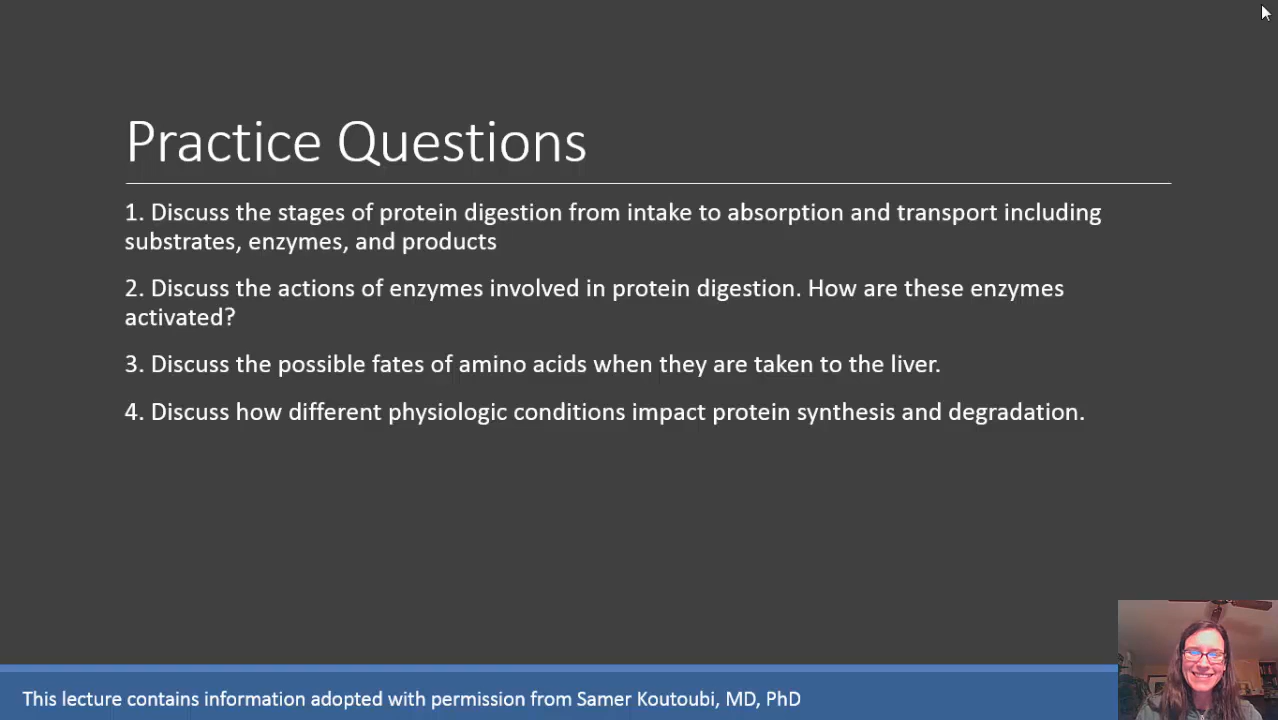 Practice Questions
1. Discuss the stages of protein digestion from intake to absorption and transport including
substrates, enzymes, and products
2. Discuss the actions of enzymes involved in protein digestion. How are these enzymes
activated?
3. Discuss the possible fates of amino acids when they are taken to the liver.
4. Discuss how different physiologic conditions impact protein synthesis and degradation.
This lecture contains information adopted with permission from Samer Koutoubi, MD, PhD